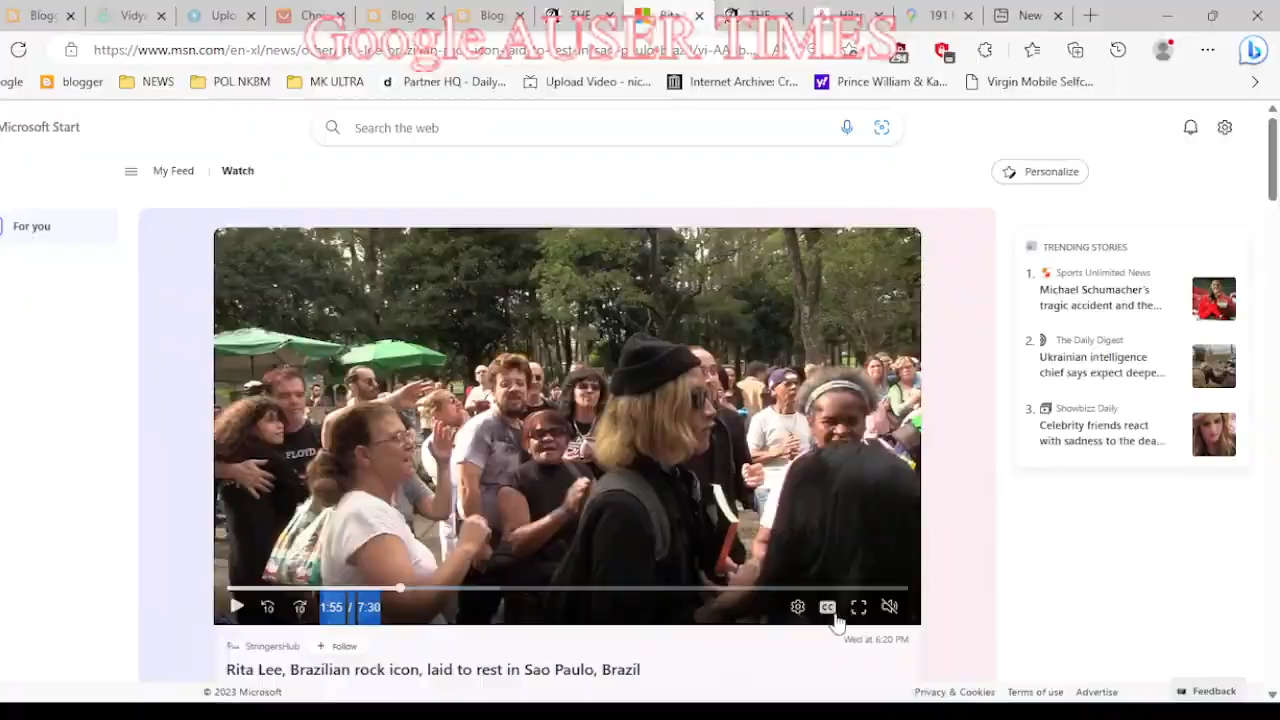 Blog
Vidy
Uplo
Blog
Blog
THE
THE
191
New
Google AUSER TIMES
https://www.msn.com/en-xl/news/other
blogger
NEWS
POL NKBM
MK ULTRA
Partner HQ - Daily...
Upload Video - nic...
Internet Archive: Cr...
Prince William & Ka...
Virgin Mobile Selfc...
Microsoft Start
Search the web
My Feed
Watch
Personalize
For you
FLOYD
1:55 / 7:30
10
10
CC
StringersHub
+ Follow
Wed at 6:20 PM
Rita Lee, Brazilian rock icon, laid to rest in Sao Paulo, Brazil
TRENDING STORIES
1. Sports Unlimited News
Michael Schumacher's
tragic accident and the...
2. The Daily Digest
Ukrainian intelligence
chief says expect deepe...
3. Showbizz Daily
Celebrity friends react
with sadness to the dea...
© 2023 Microsoft
Privacy & Cookies
Terms of use
Advertise
Feedback